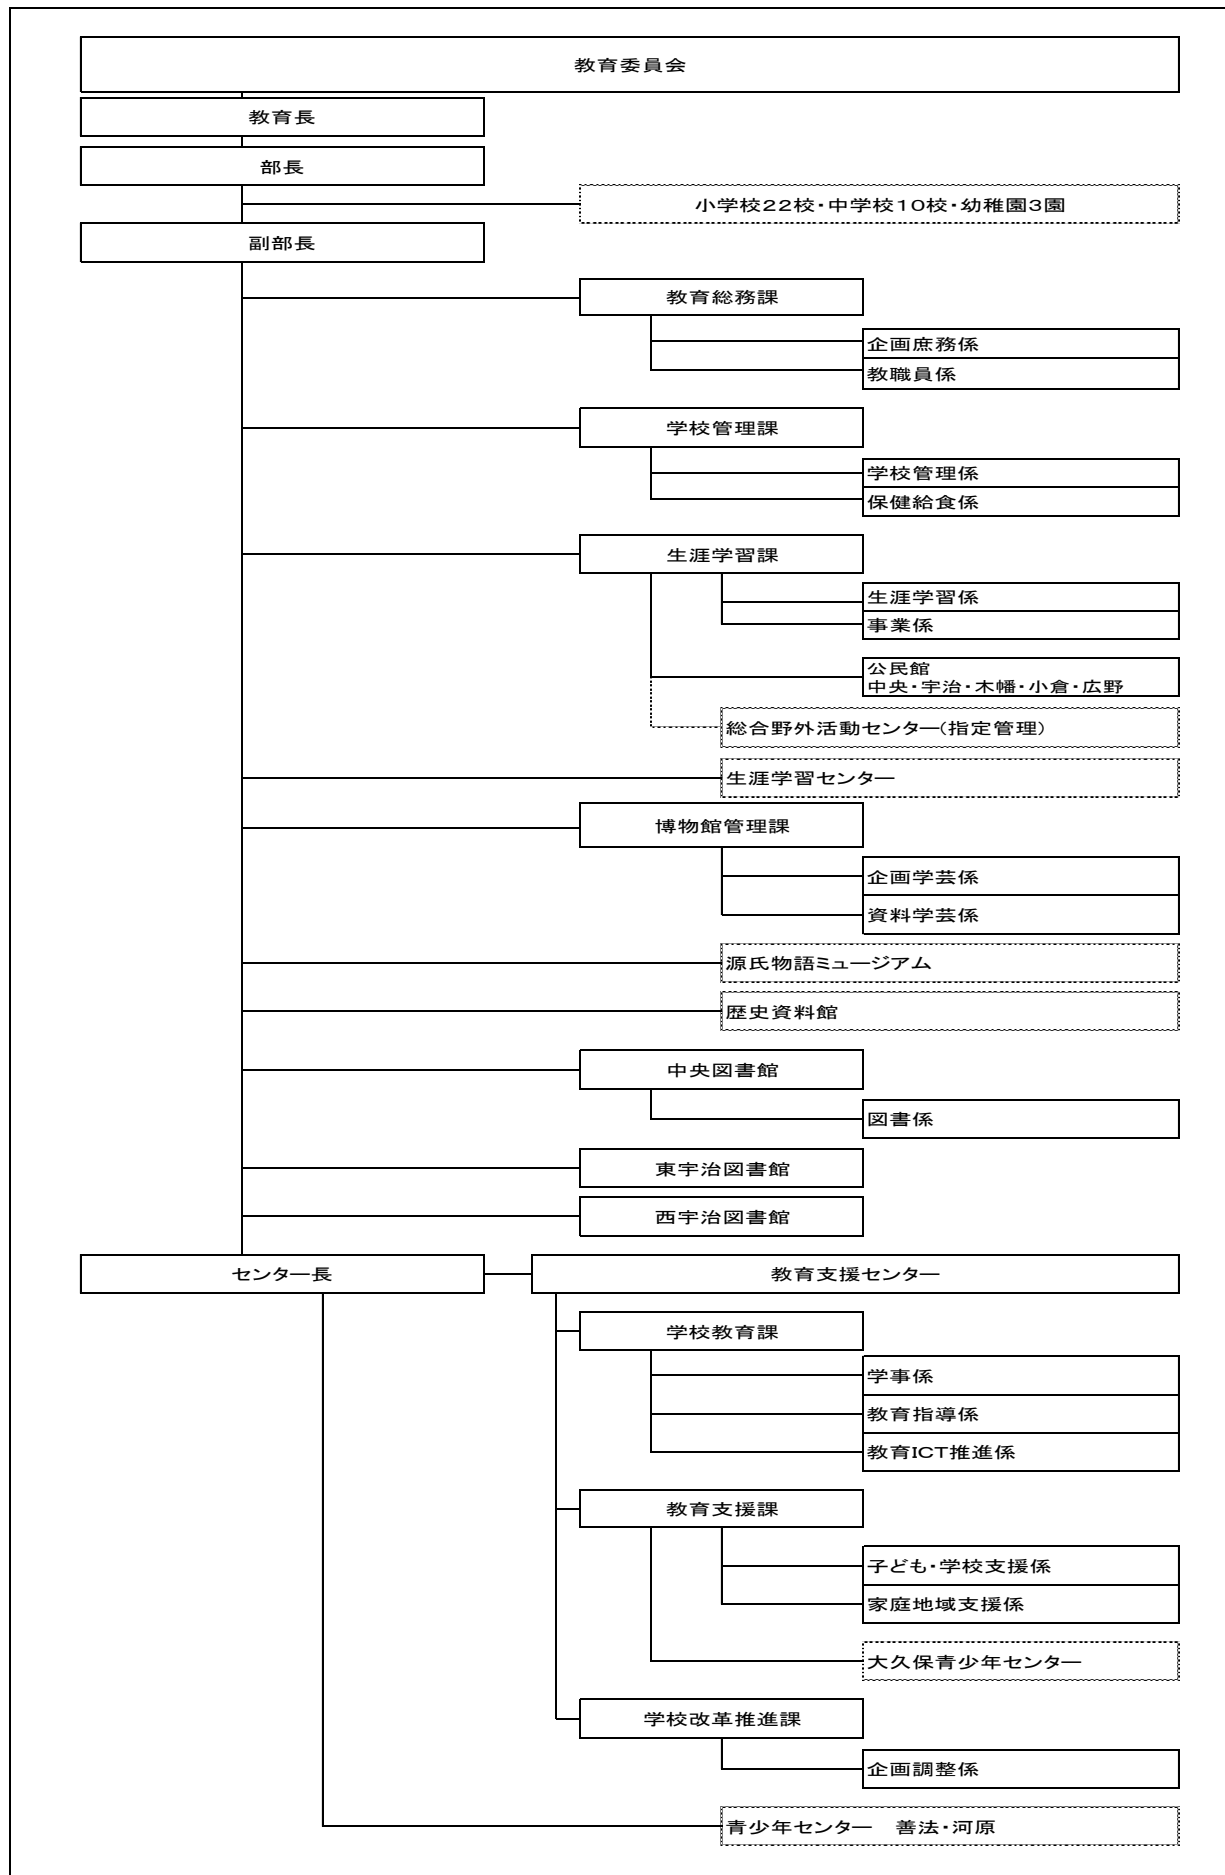 教育委員会
教育長
部長
小学校22校・中学校10校・幼稚園3園
副部長
教育総務課
企画庶務係
教職員係
学校管理課
学校管理係
保健給食係
生涯学習課
生涯学習係
事業係
公民館
中央・宇治・木幡・小倉・広野
総合野外活動センター(指定管理)
生涯学習センター
博物館管理課
企画学芸係
資料学芸係
源氏物語ミュージアム
歴史資料館
中央図書館
図書係
東宇治図書館
西宇治図書館
センター長
教育支援センター
学校教育課
学事係
教育指導係
教育ICT推進係
教育支援課
子ども・学校支援係
家庭地域支援係
大久保青少年センター
学校改革推進課
企画調整係
青少年センター　善法・河原